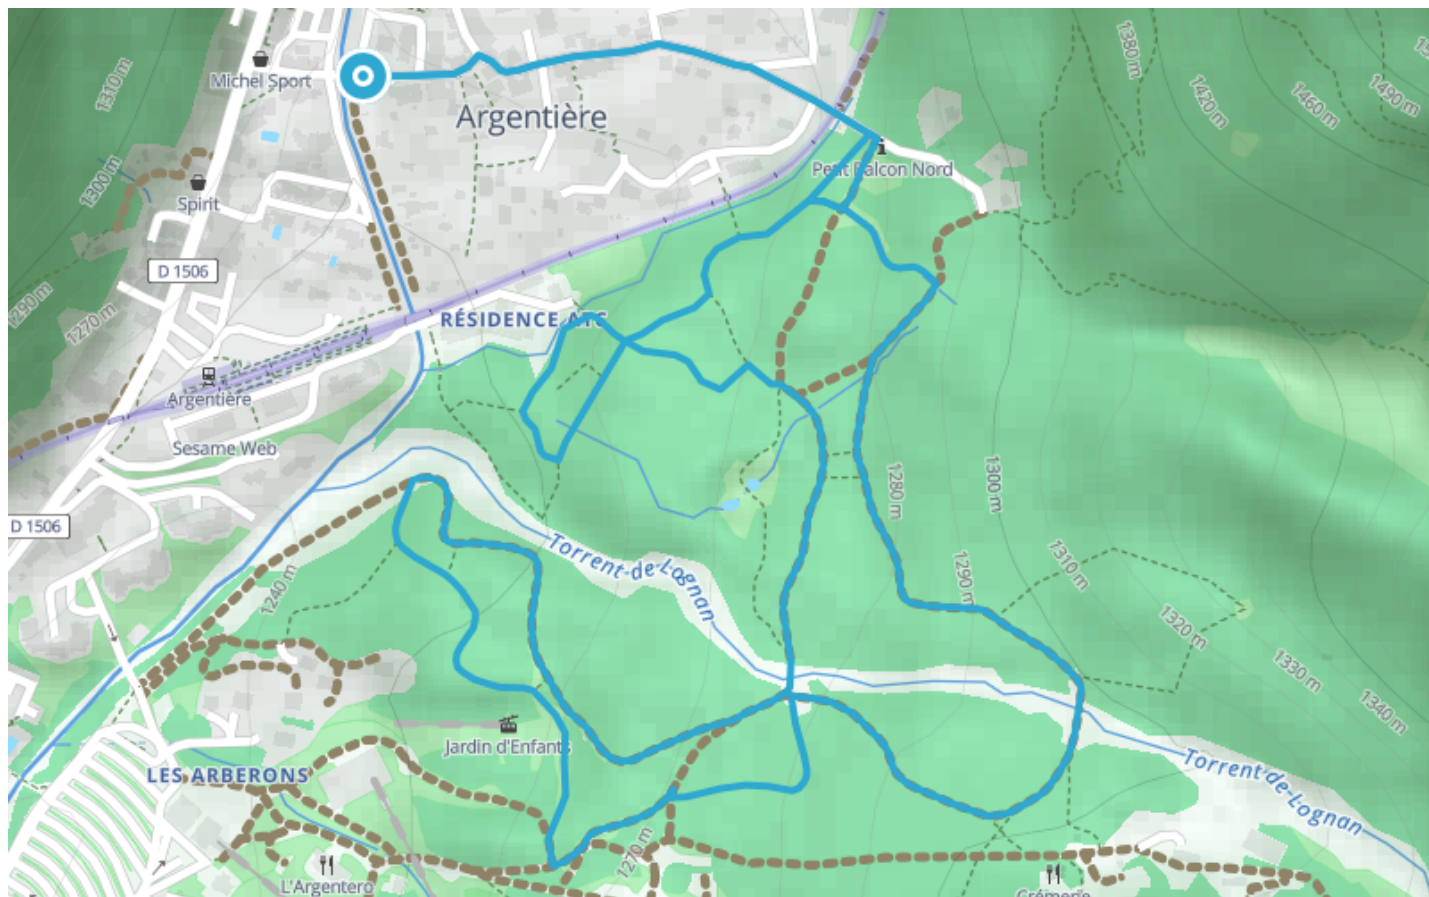 1310 m
Michel Sport
Argentière
1380 m
1420 m
1460 m
1490 m
1300 m
Spirit
Petit Balcon Nord
D 1506
1290 m
1270 m
RÉSIDENCE ATC
Argentière
Sesame Web
D 1506
1280 m
1300 m
Torrent-de-Lognan
1240 m
1290 m
1310 m
1320 m
1330 m
1340 m
Jardin d'Enfants
LES ARBERONS
Torrent-de-Lognan
1270 m
L'Argentero
Crémerie